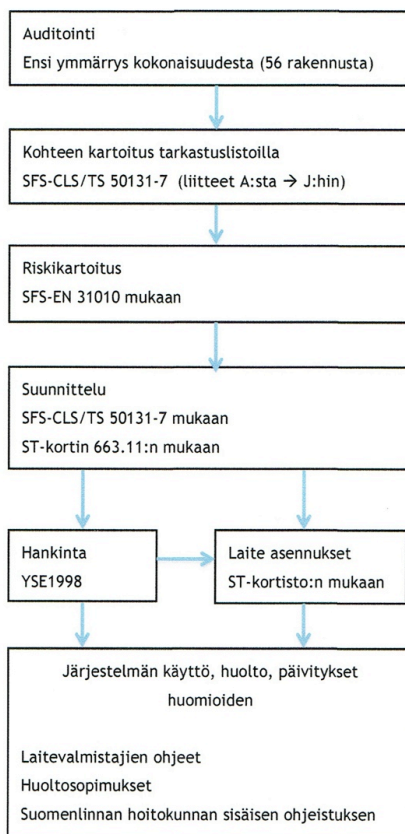 Auditointi
Ensi ymmärrys kokonaisuudesta (56 rakennusta)
Kohteen kartoitus tarkastuslistoilla
SFS-CLS/TS 50131-7 (liitteet A:sta → J:hin)
Riskikartoitus
SFS-EN 31010 mukaan
Suunnittelu
SFS-CLS/TS 50131-7 mukaan
ST-kortin 663.11:n mukaan
Hankinta
YSE1998
Laite asennukset
ST-kortisto:n mukaan
Järjestelmän käyttö, huolto, päivitykset
huomioiden
Laitevalmistajien ohjeet
Huoltosopimukset
Suomenlinnan hoitokunnan sisäisen ohjeistuksen